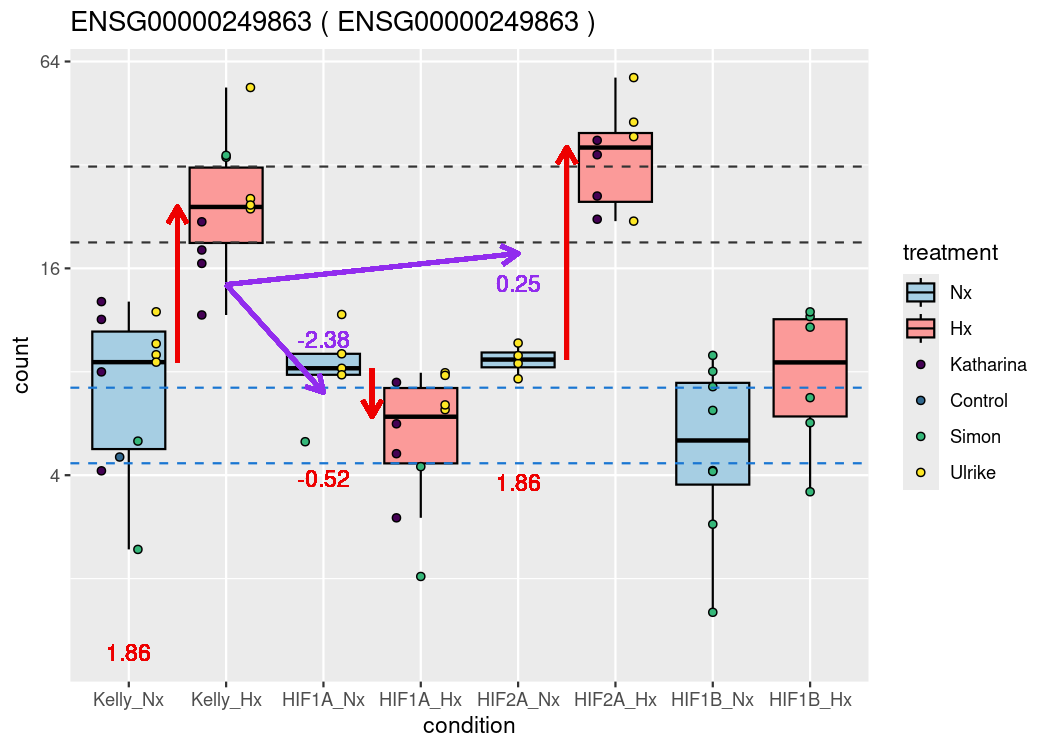 ENSG00000249863 ( ENSG00000249863 )
64
16
4
count
0.25
-2.38
-0.52
1.86
1.86
Kelly_Nx Kelly_Hx HIF1A_Nx HIF1A_Hx HIF2A_Nx HIF2A_Hx HIF1B_Nx HIF1B_Hx
condition
treatment
Nx
Hx
Katharina
Control
Simon
Ulrike